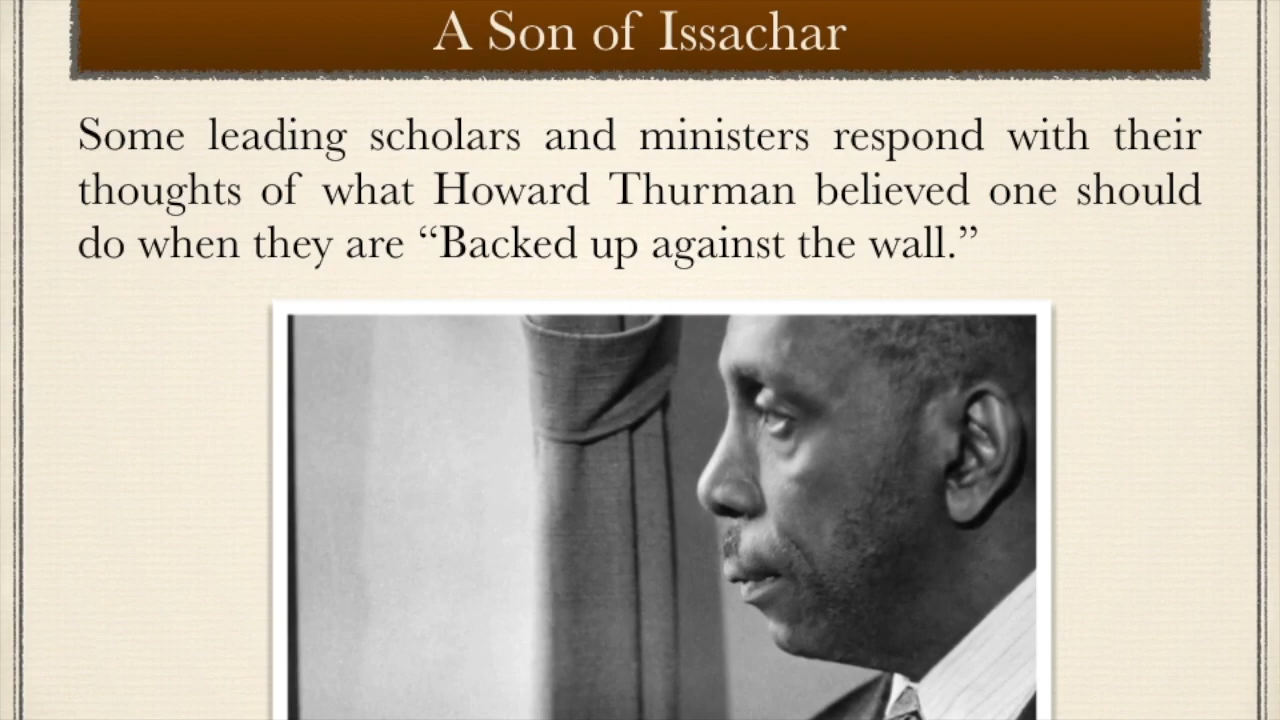 A Son of Issachar
Some leading scholars and ministers respond with their
thoughts of what Howard Thurman believed one should
do when they are “Backed up against the wall.”